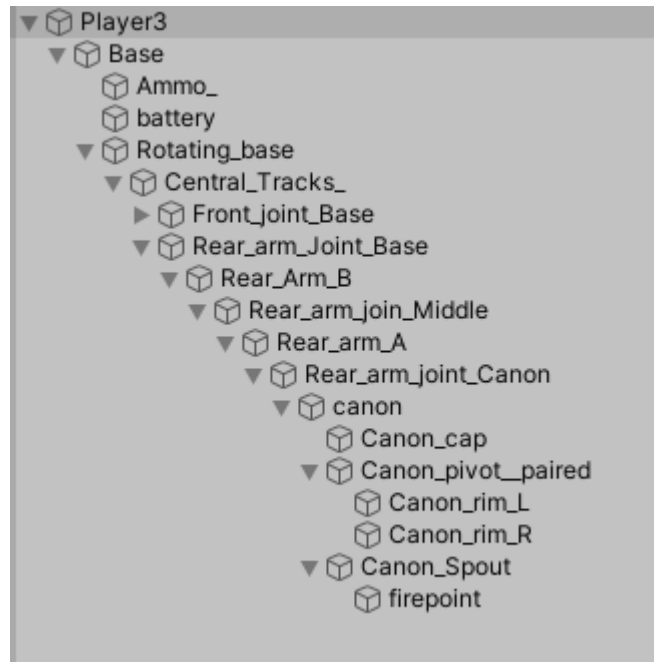 Player3
Base
Ammo_
battery
Rotating_base
Central_Tracks_
Front_joint_Base
Rear_arm_Joint_Base
Rear_Arm_B
Rear_arm_join_Middle
Rear_arm_A
Rear_arm_joint_Canon
canon
Canon_cap
Canon_pivot__paired
Canon_rim_L
Canon_rim_R
Canon_Spout
firepoint